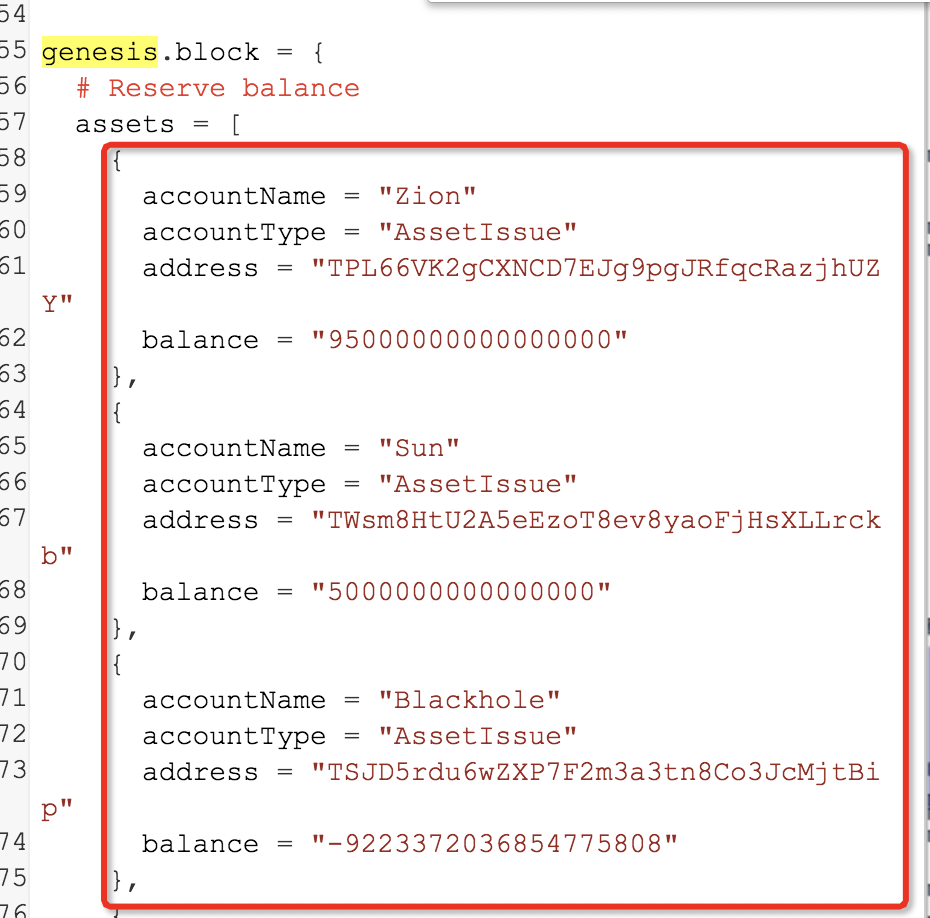 54
55 genesis.block = {
56 # Reserve balance
57 assets = [
58 {
59 accountName = "Zion"
60 accountType = "AssetIssue"
61 address = "TPL66VK2gCXNCD7EJg9pgJRfqcRazjhUZ
Y"
62 balance = "95000000000000000"
63 },
64 {
65 accountName = "Sun"
66 accountType = "AssetIssue"
67 address = "TWsm8HtU2A5eEzoT8ev8yaoFjHsXLLrck
b"
68 balance = "5000000000000000"
69 },
70 {
71 accountName = "Blackhole"
72 accountType = "AssetIssue"
73 address = "TSJD5rdu6wZXP7F2m3a3tn8Co3JcMjtBi
p"
74 balance = "-9223372036854775808"
75 },
76